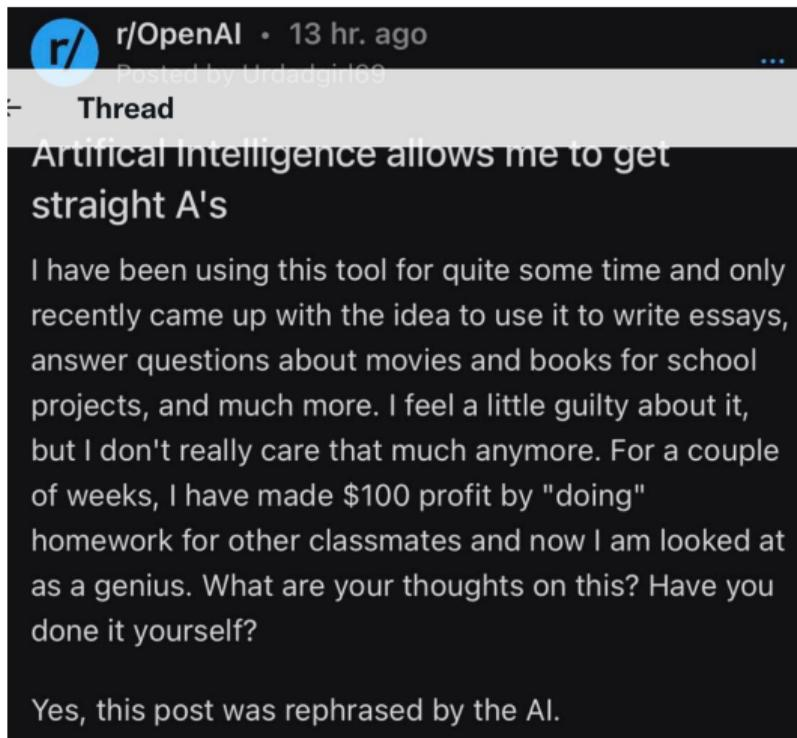 r/
r/OpenAI • 13 hr. ago
Posted by Urdadgirl69
...
← Thread
Artifical Intelligence allows me to get
straight A's
I have been using this tool for quite some time and only
recently came up with the idea to use it to write essays,
answer questions about movies and books for school
projects, and much more. I feel a little guilty about it,
but I don't really care that much anymore. For a couple
of weeks, I have made $100 profit by "doing"
homework for other classmates and now I am looked at
as a genius. What are your thoughts on this? Have you
done it yourself?
Yes, this post was rephrased by the AI.